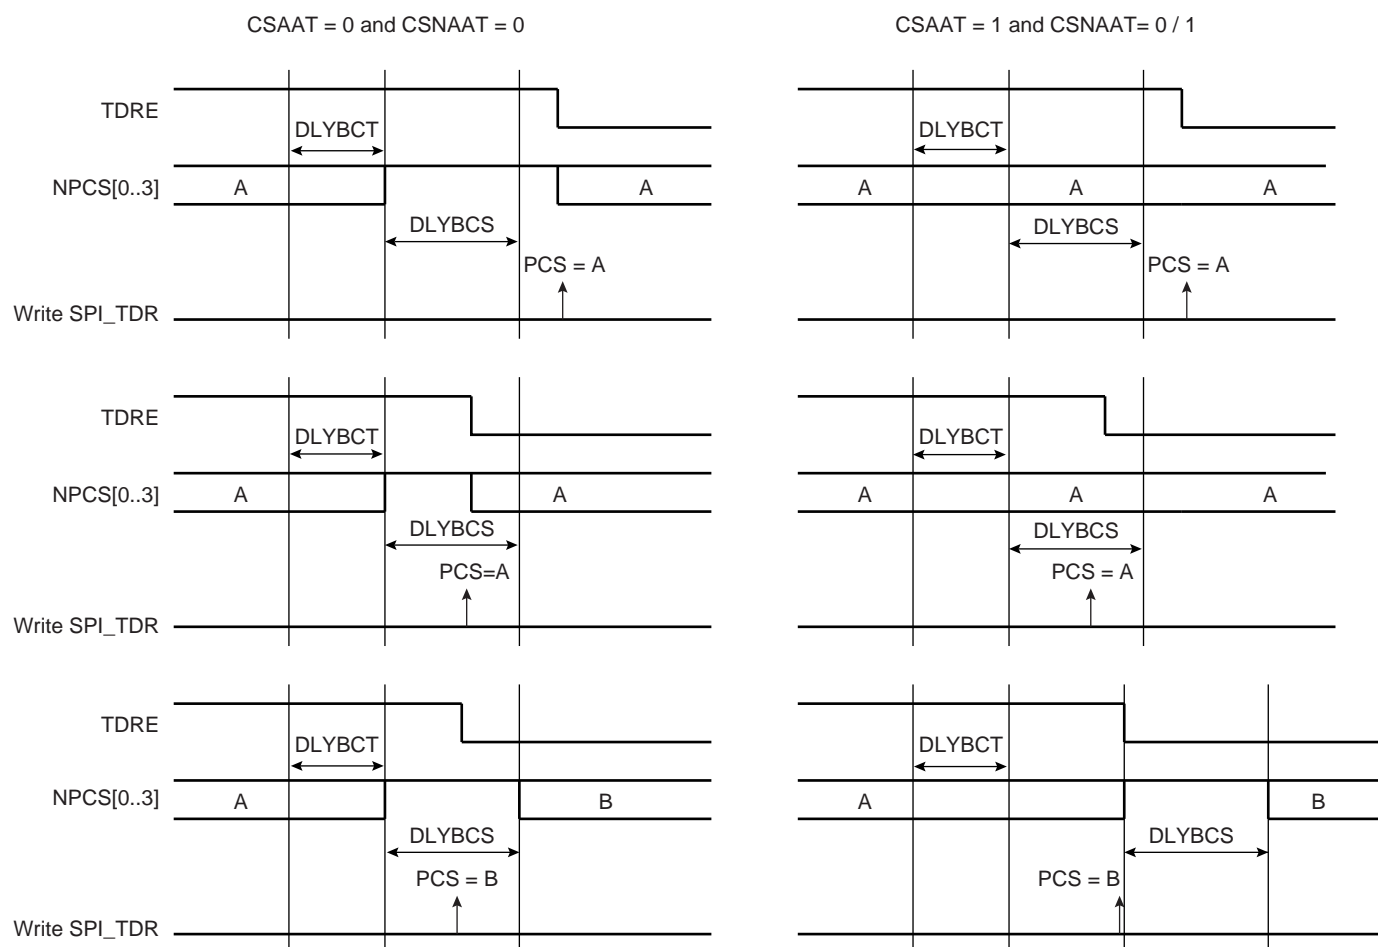 CSAAT = 0 and CSNAAT = 0
CSAAT = 1 and CSNAAT= 0 / 1
TDRE
DLYBCT
DLYBCT
NPCS[0..3]
A
A
A
A
A
DLYBCS
DLYBCS
PCS = A
PCS = A
Write SPI_TDR
TDRE
DLYBCT
DLYBCT
NPCS[0..3]
A
A
A
A
A
DLYBCS
DLYBCS
PCS=A
PCS = A
Write SPI_TDR
TDRE
DLYBCT
DLYBCT
NPCS[0..3]
A
B
A
B
DLYBCS
DLYBCS
PCS = B
PCS = B
Write SPI_TDR